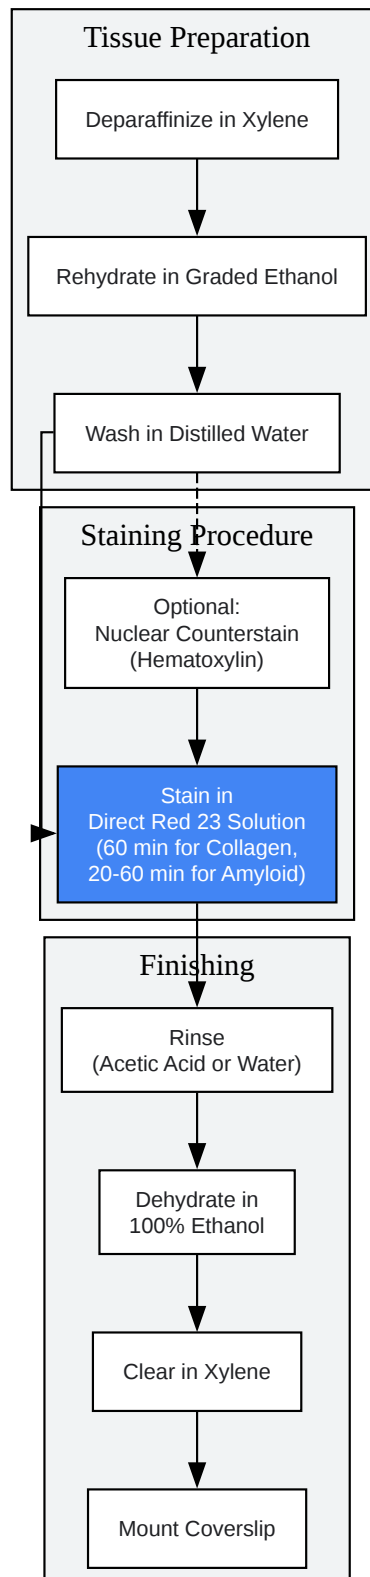 Tissue Preparation
Deparaffinize in Xylene
Rehydrate in Graded Ethanol
Wash in Distilled Water
Staining Procedure
Optional:
Nuclear Counterstain
(Hematoxylin)
Stain in
Direct Red 23 Solution
(60 min for Collagen,
20-60 min for Amyloid)
Finishing
Rinse
(Acetic Acid or Water)
Dehydrate in
100% Ethanol
Clear in Xylene
Mount Coverslip